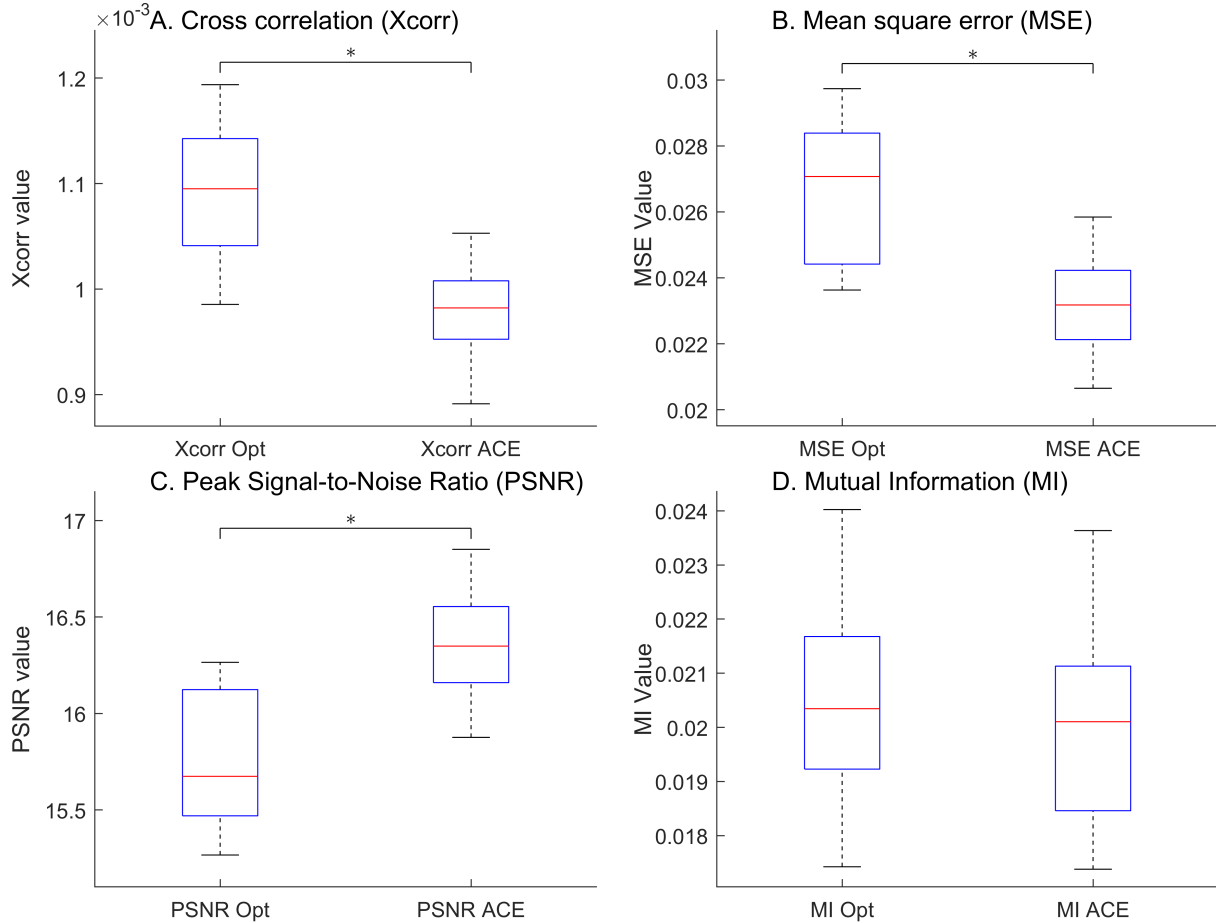 ×10-3
A. Cross correlation (Xcorr)
*
1.2
1.1
1
0.9
Xcorr value
Xcorr Opt
Xcorr ACE
B. Mean square error (MSE)
*
0.03
0.028
0.026
0.024
0.022
0.02
MSE Value
MSE Opt
MSE ACE
C. Peak Signal-to-Noise Ratio (PSNR)
*
17
16.5
16
15.5
PSNR value
PSNR Opt
PSNR ACE
D. Mutual Information (MI)
0.024
0.023
0.022
0.021
0.02
0.019
0.018
MI Value
MI Opt
MI ACE